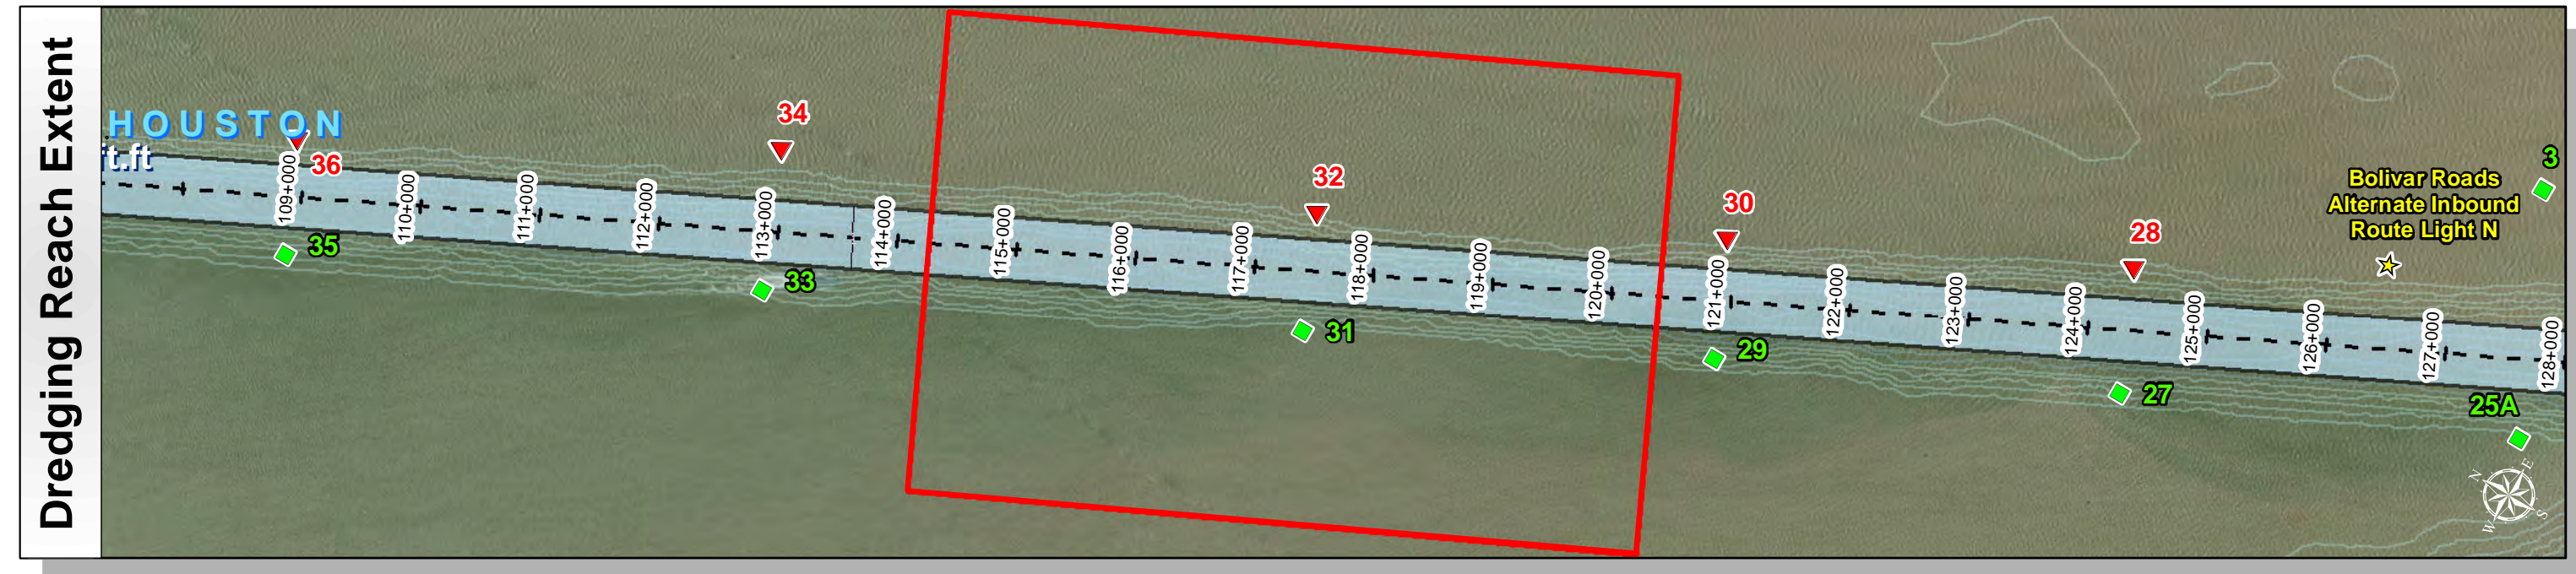 Dredging Reach Extent
HOUSTON
ft.ft
36
34
32
30
28
109+000
110+000
111+000
112+000
113+000
114+000
115+000
116+000
117+000
118+000
119+000
120+000
121+000
122+000
123+000
124+000
125+000
126+000
127+000
128+000
35
33
31
29
27
25A
3
Bolivar Roads
Alternate Inbound
Route Light N
N
E
S
W